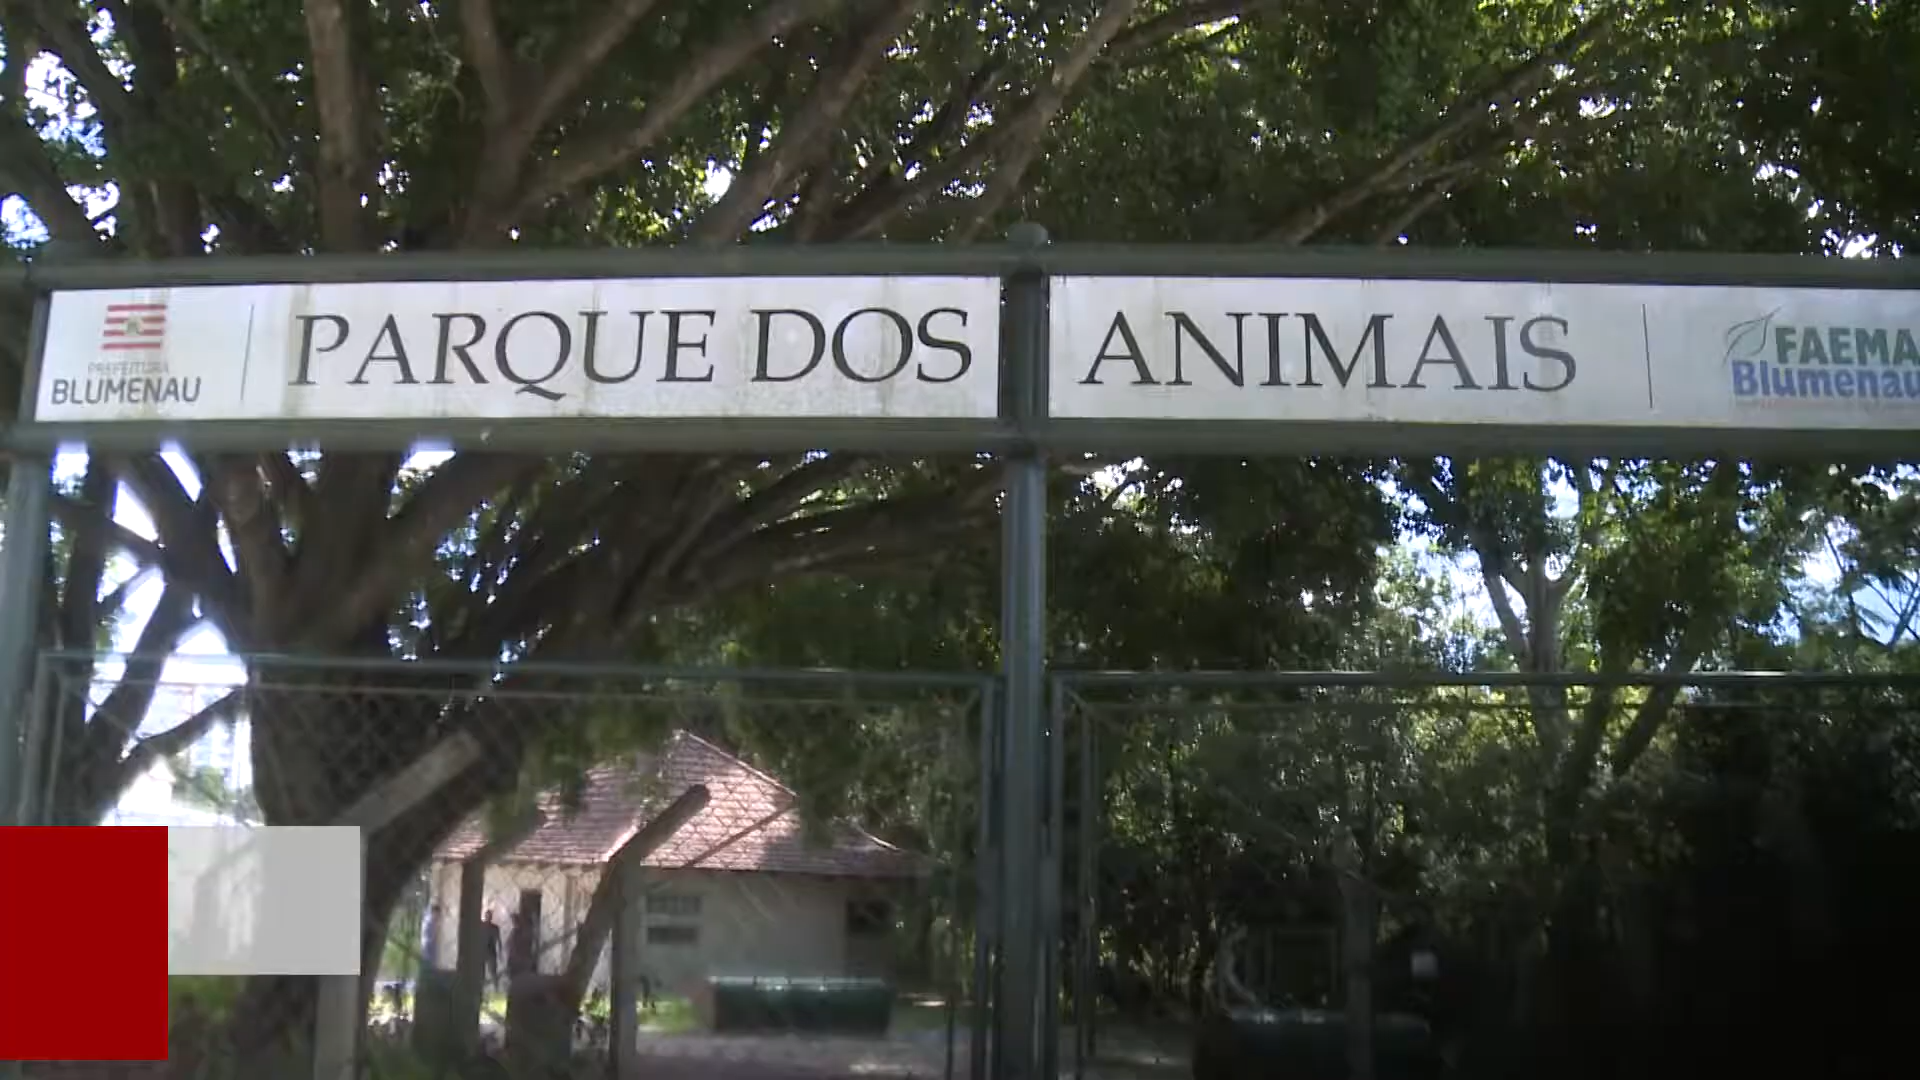 PREFEITURA
BLUMENAU
PARQUE DOS ANIMAIS
FAEMA
Blumenau